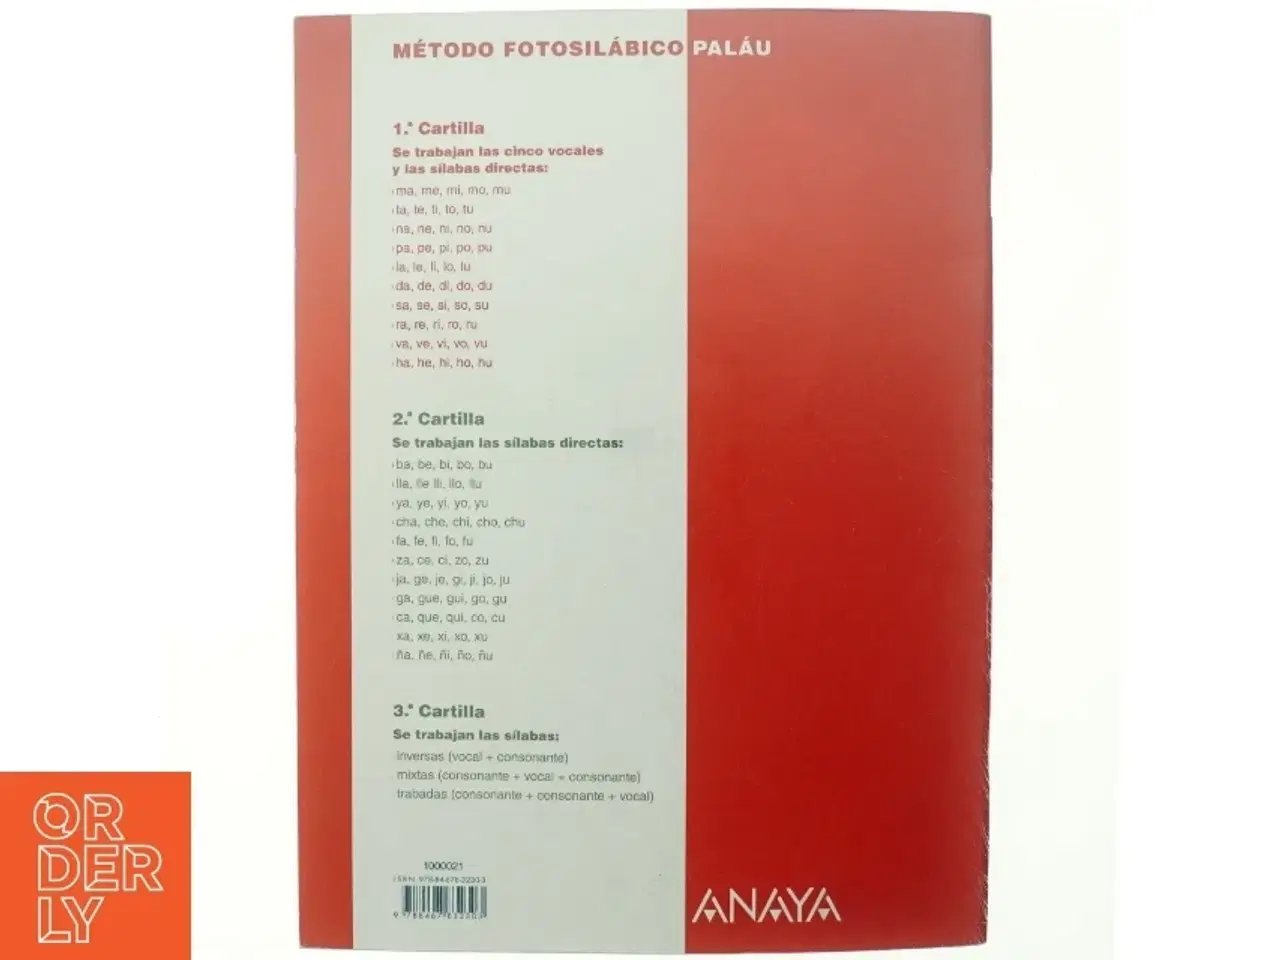 MÉTODO FOTOSILÁBICO PALÁU
1.ª Cartilla
Se trabajan las cinco vocales
y las sílabas directas:
ma, me, mi, mo, mu
ta, te, ti, to, tu
na, ne, ni, no, nu
pa, pe, pi, po, pu
la, le, li, lo, lu
da, de, di, do, du
sa, se, si, so, su
ra, re, ri, ro, ru
va, ve, vi, vo, vu
ha, he, hi, ho, hu
2.ª Cartilla
Se trabajan las sílabas directas:
ba, be, bi, bo, bu
lla, lle lli, llo, llu
ya, ye, yi, yo, yu
cha, che, chi, cho, chu
fa, fe, fi, fo, fu
za, ce, ci, zo, zu
ja, ge, je, gi, ji, jo, ju
ga, gue, gui, go, gu
ca, que, qui, co, cu
xa, xe, xi, xo, xu
ña, ñe, ñi, ño, ñu
3.ª Cartilla
Se trabajan las sílabas:
inversas (vocal + consonante)
mixtas (consonante + vocal + consonante)
trabadas (consonante + consonante + vocal)
1000021
ISBN
ANAYA
ORDERLY